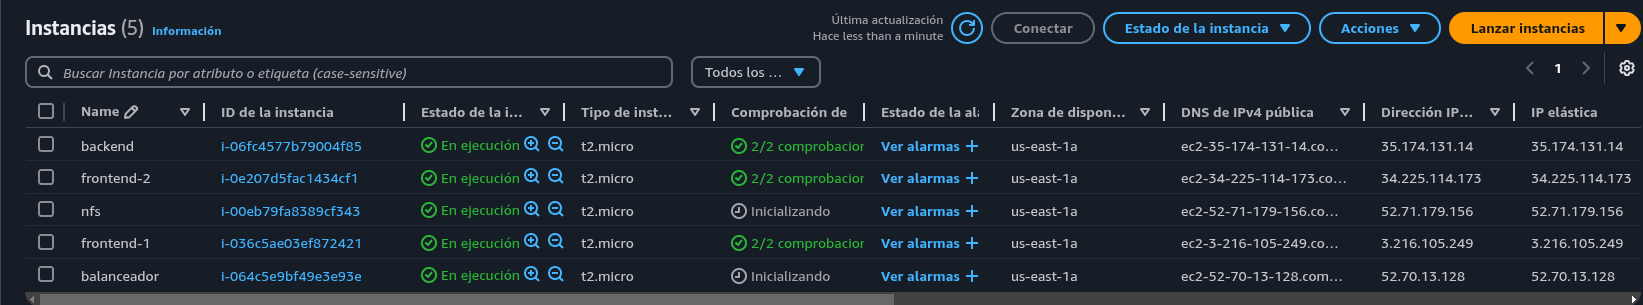 Instancias (5) Información
Última actualización
Hace less than a minute
Conectar
Estado de la instancia
Acciones
Lanzar instancias
Buscar Instancia por atributo o etiqueta (case-sensitive)
Todos los ...
1
Name ID de la instancia Estado de la i... Tipo de inst... Comprobación de Estado de la ala Zona de dispon... DNS de IPv4 pública Dirección IP... IP elástica
backend i-06fc4577b79004f85 En ejecución t2.micro 2/2 comprobacion Ver alarmas + us-east-1a ec2-35-174-131-14.co... 35.174.131.14 35.174.131.14
frontend-2 i-0e207d5fac1434cf1 En ejecución t2.micro 2/2 comprobacion Ver alarmas + us-east-1a ec2-34-225-114-173.co... 34.225.114.173 34.225.114.173
nfs i-00eb79fa8389cf343 En ejecución t2.micro Inicializando Ver alarmas + us-east-1a ec2-52-71-179-156.co... 52.71.179.156 52.71.179.156
frontend-1 i-036c5ae03ef872421 En ejecución t2.micro 2/2 comprobacion Ver alarmas + us-east-1a ec2-3-216-105-249.co... 3.216.105.249 3.216.105.249
balanceador i-064c5e9bf49e3e93e En ejecución t2.micro Inicializando Ver alarmas + us-east-1a ec2-52-70-13-128.com... 52.70.13.128 52.70.13.128